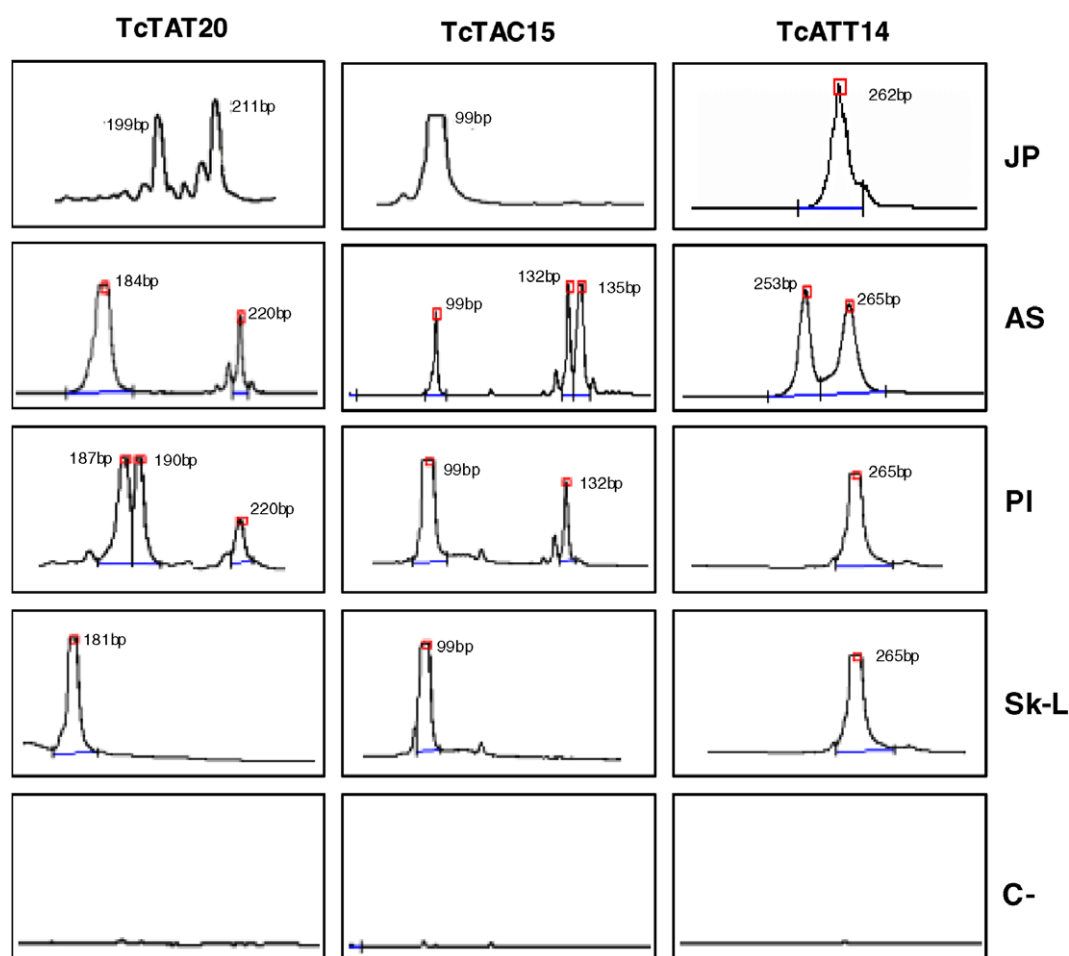 TcTAT20 TcTAC15 TcATT14
199bp 211bp 99bp 262bp JP
184bp 220bp 99bp 132bp 135bp 253bp 265bp AS
187bp 190bp 220bp 99bp 132bp 265bp PI
181bp 99bp 265bp Sk-L
C-